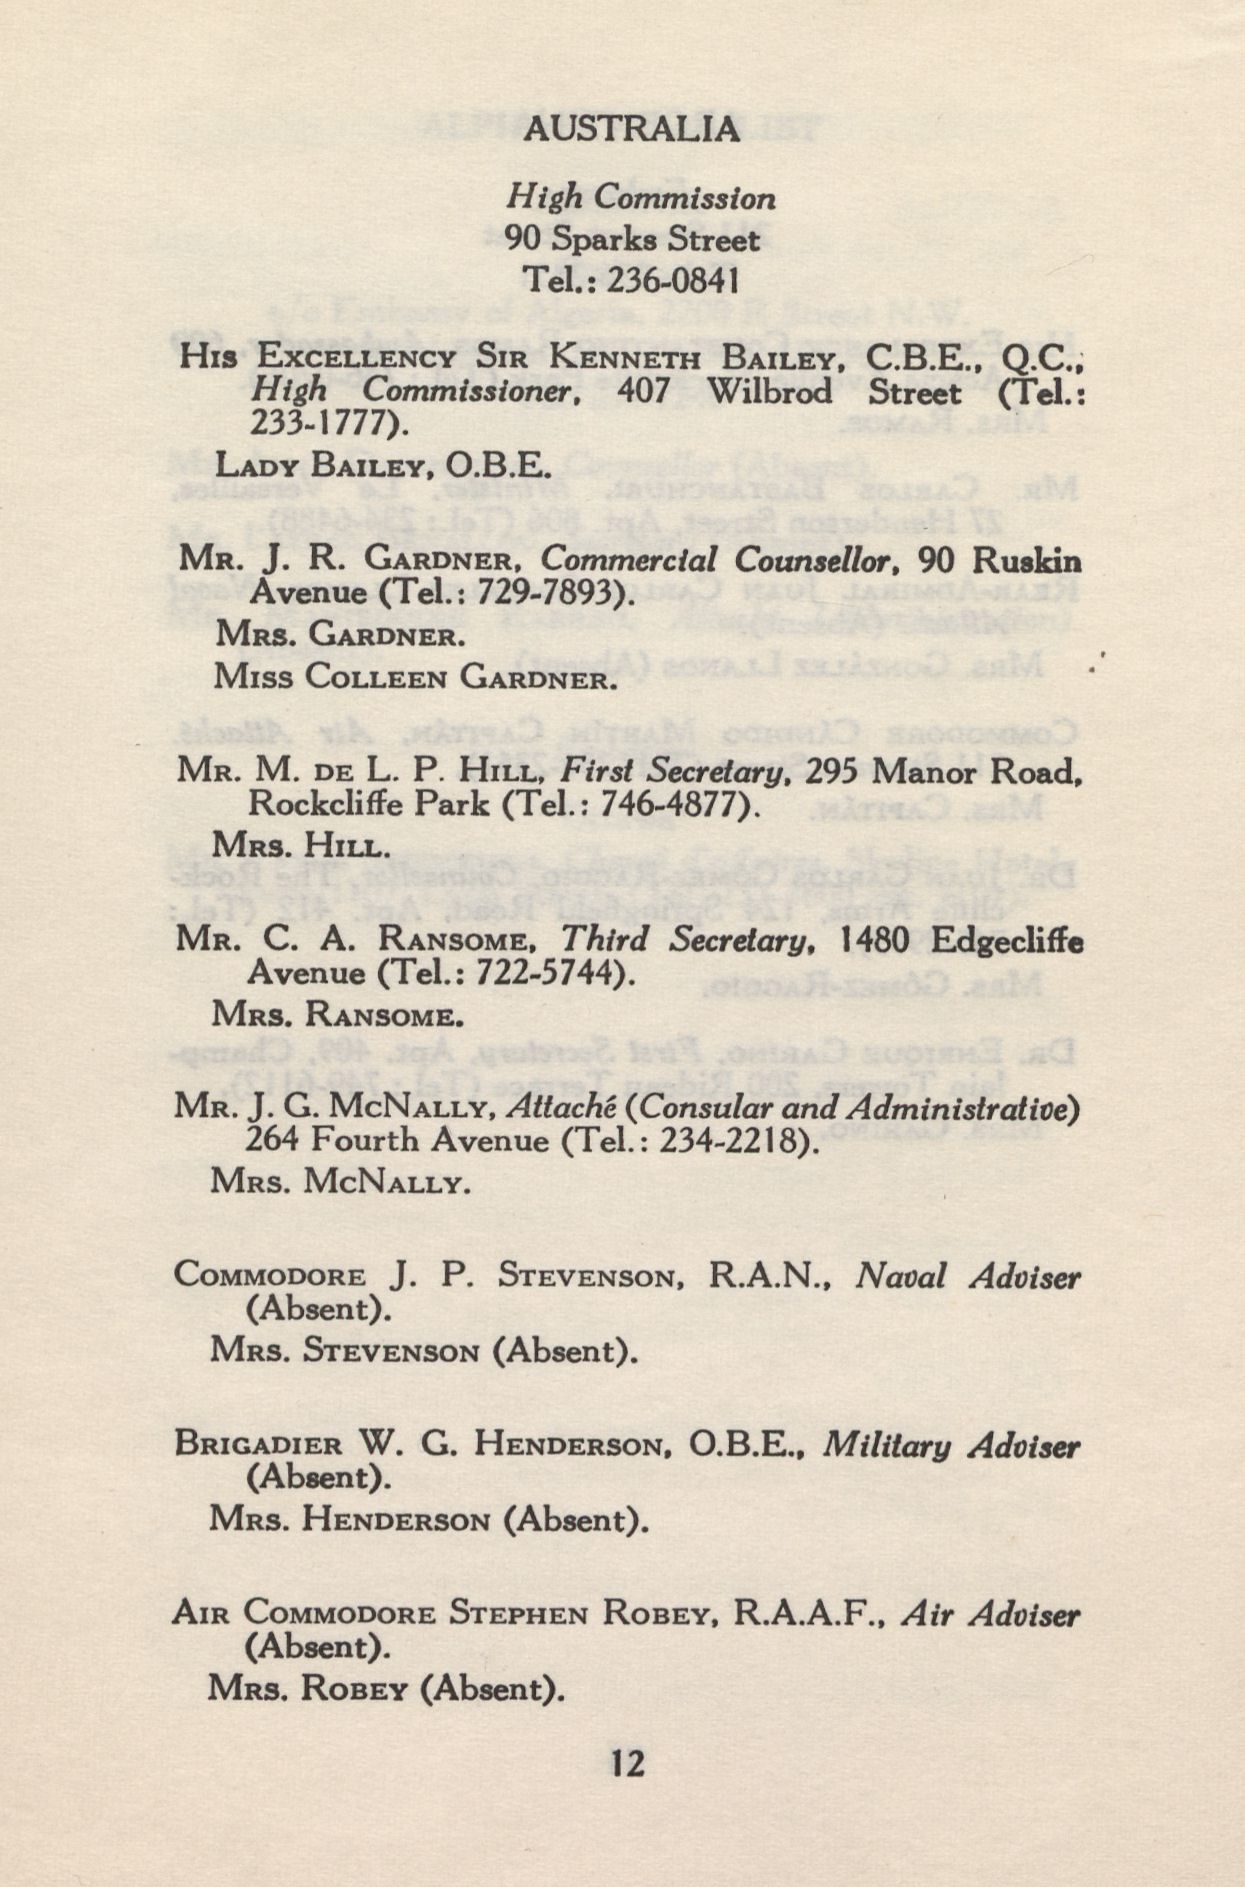 AUSTRALIA
High Commission
90 Sparks Street
Tel.: 236-0841
HIS EXCELLENCY SIR KENNETH BAILEY, C.B.E., Q.C.,
High Commissioner, 407 Wilbrod Street (Tel.:
233-1777).
LADY BAILEY, O.B.E.
MR. J. R. GARDNER, Commercial Counsellor, 90 Ruskin
Avenue (Tel.: 729-7893).
MRS. GARDNER.
MISS COLLEEN GARDNER.
MR. M. DE L. P. HILL, First Secretary, 295 Manor Road,
Rockcliffe Park (Tel.: 746-4877).
MRS. HILL.
MR. C. A. RANSOME, Third Secretary, 1480 Edgecliffe
Avenue (Tel.: 722-5744).
MRS. RANSOME.
MR. J. G. MCNALLY, Attaché (Consular and Administrative)
264 Fourth Avenue (Tel.: 234-2218).
MRS. MCNALLY.
COMMODORE J. P. STEVENSON, R.A.N., Naval Adviser
(Absent).
MRS. STEVENSON (Absent).
BRIGADIER W. G. HENDERSON, O.B.E., Military Adviser
(Absent).
MRS. HENDERSON (Absent).
AIR COMMODORE STEPHEN ROBEY, R.A.A.F., Air Adviser
(Absent).
MRS. ROBEY (Absent).
12